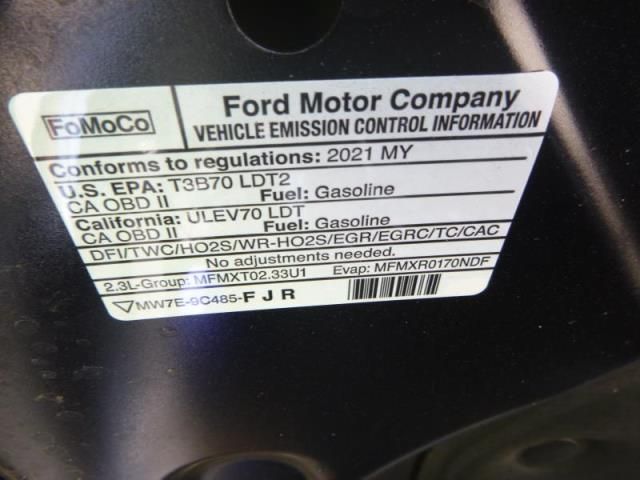 FoMoCo
Ford Motor Company
VEHICLE EMISSION CONTROL INFORMATION
Conforms to regulations: 2021 MY
U.S. EPA: T3B70 LDT2
CA OBD II Fuel: Gasoline
California: ULEV70 LDT
CA OBD II Fuel: Gasoline
DFI/TWC/HO2S/WR-HO2S/EGR/EGRC/TC/CAC
No adjustments needed.
2.3L-Group: MFMXT02.33U1 Evap: MFMXR0170NDF
MW7E-9C485-F J R